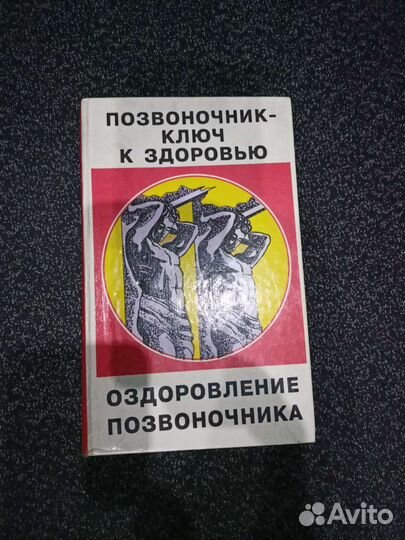 ПОЗВОНОЧНИК-
КЛЮЧ
К ЗДОРОВЬЮ
ОЗДОРОВЛЕНИЕ
ПОЗВОНОЧНИКА
Avito